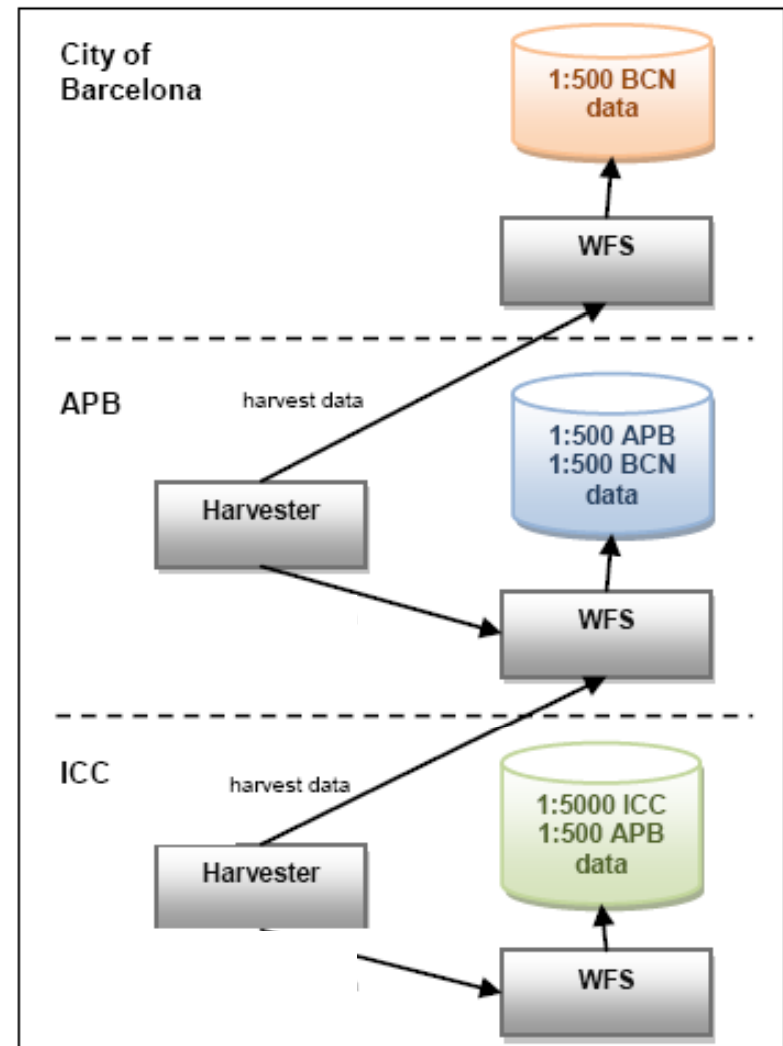 City of
Barcelona
1:500 BCN
data
WFS
APB
harvest data
1:500 APB
1:500 BCN
data
Harvester
WFS
ICC
harvest data
1:5000 ICC
1:500 APB
data
Harvester
WFS